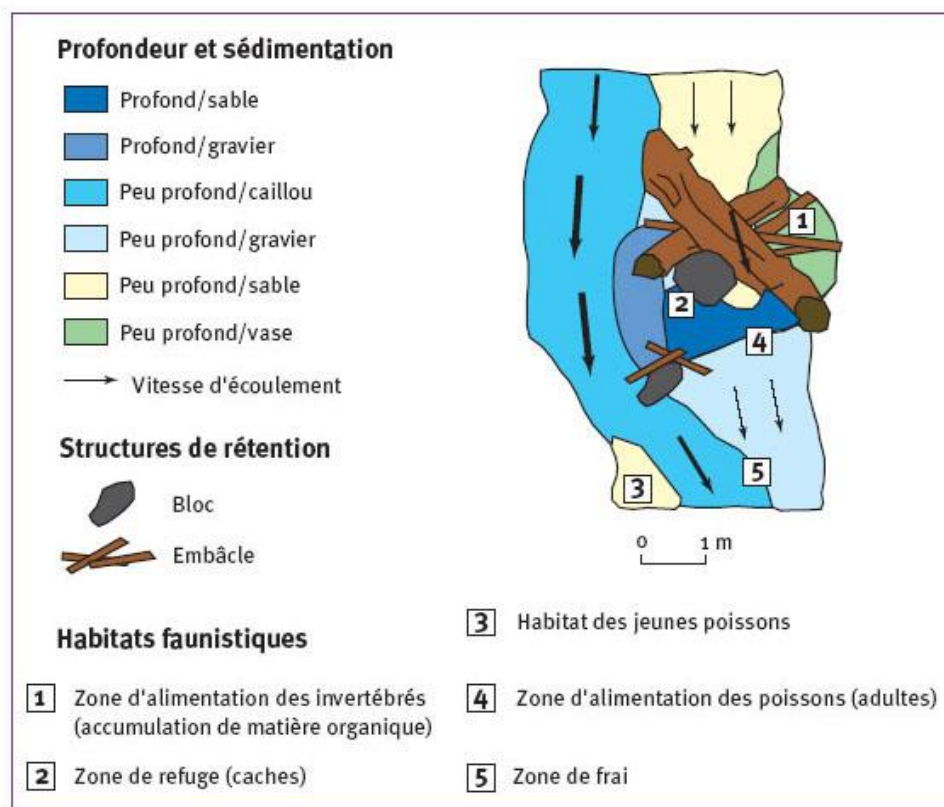 Profondeur et sédimentation
Profond/sable
Profond/gravier
Peu profond/caillou
Peu profond/gravier
Peu profond/sable
Peu profond/vase
Vitesse d'écoulement
Structures de rétention
Bloc
Embâcle
1
2
4
3
5
0 1 m
Habitats faunistiques
1 Zone d'alimentation des invertébrés
(accumulation de matière organique)
2 Zone de refuge (caches)
3 Habitat des jeunes poissons
4 Zone d'alimentation des poissons (adultes)
5 Zone de frai